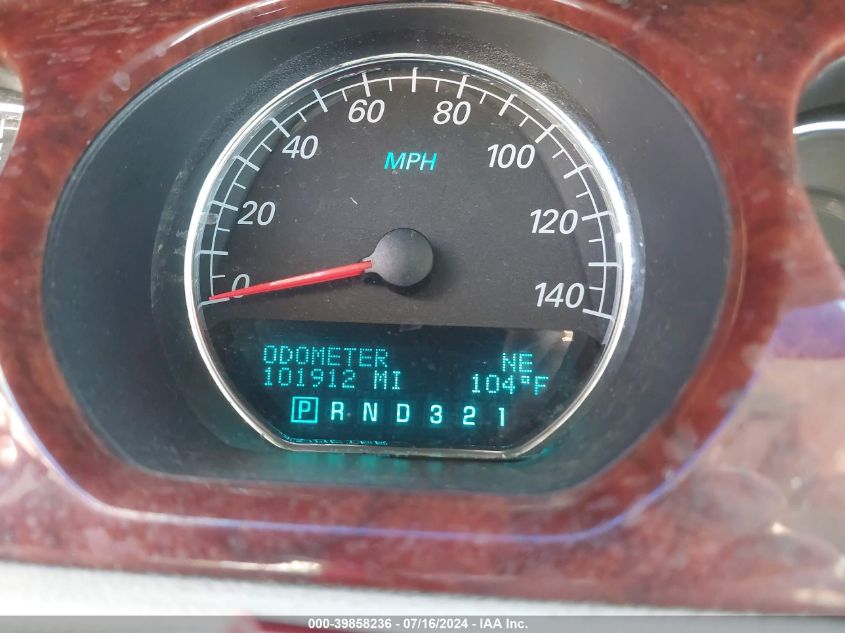 60 80
MPH
40 100
20 120
0 140
ODOMETER NE
101912 MI 104°F
P R N D 3 2 1
000-39858236 - 07/16/2024 - IAA Inc.